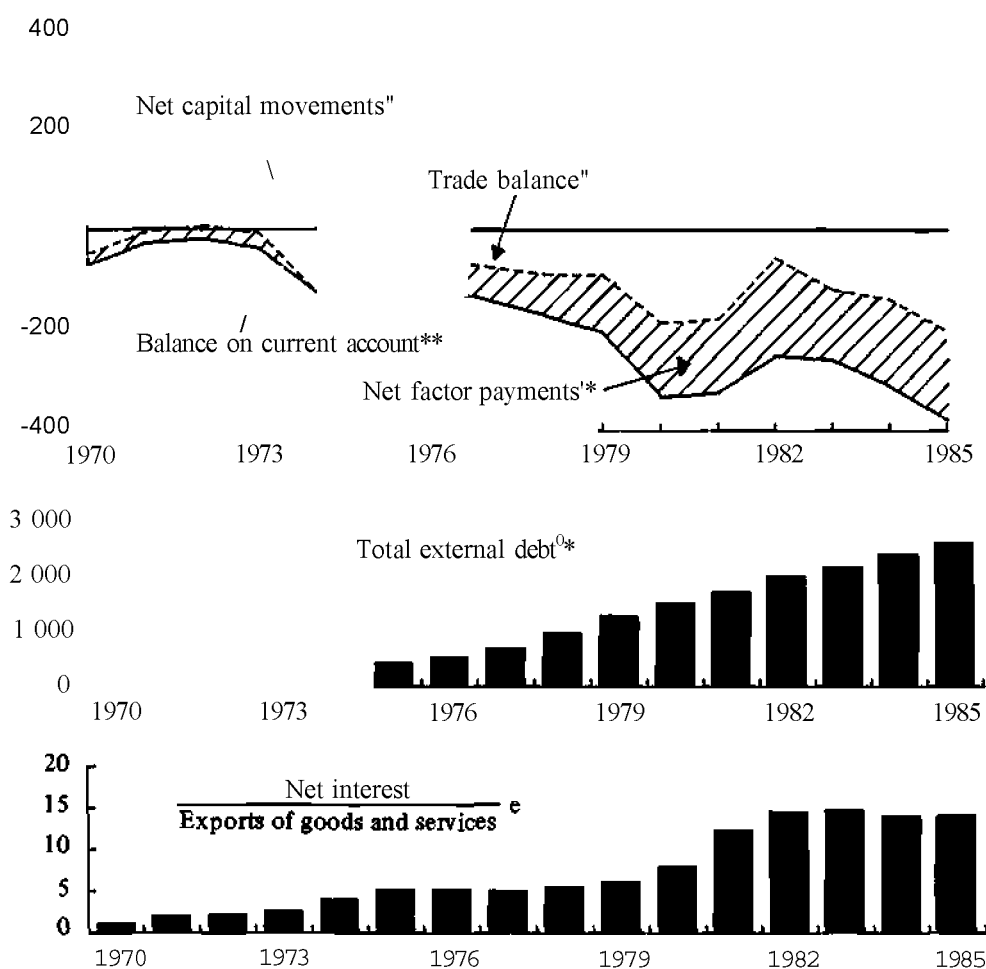 400
Net capital movements"
200
Trade balance"
-200
Balance on current account**
Net factor payments'*
-400
1970 1973 1976 1979 1982 1985
3 000
Total external debt0*
2 000
1 000
0
1970 1973 1976 1979 1982 1985
20
Net interest
15
e
Exports of goods and services
10
5
0
1970 1973 1976 1979 1982 1985